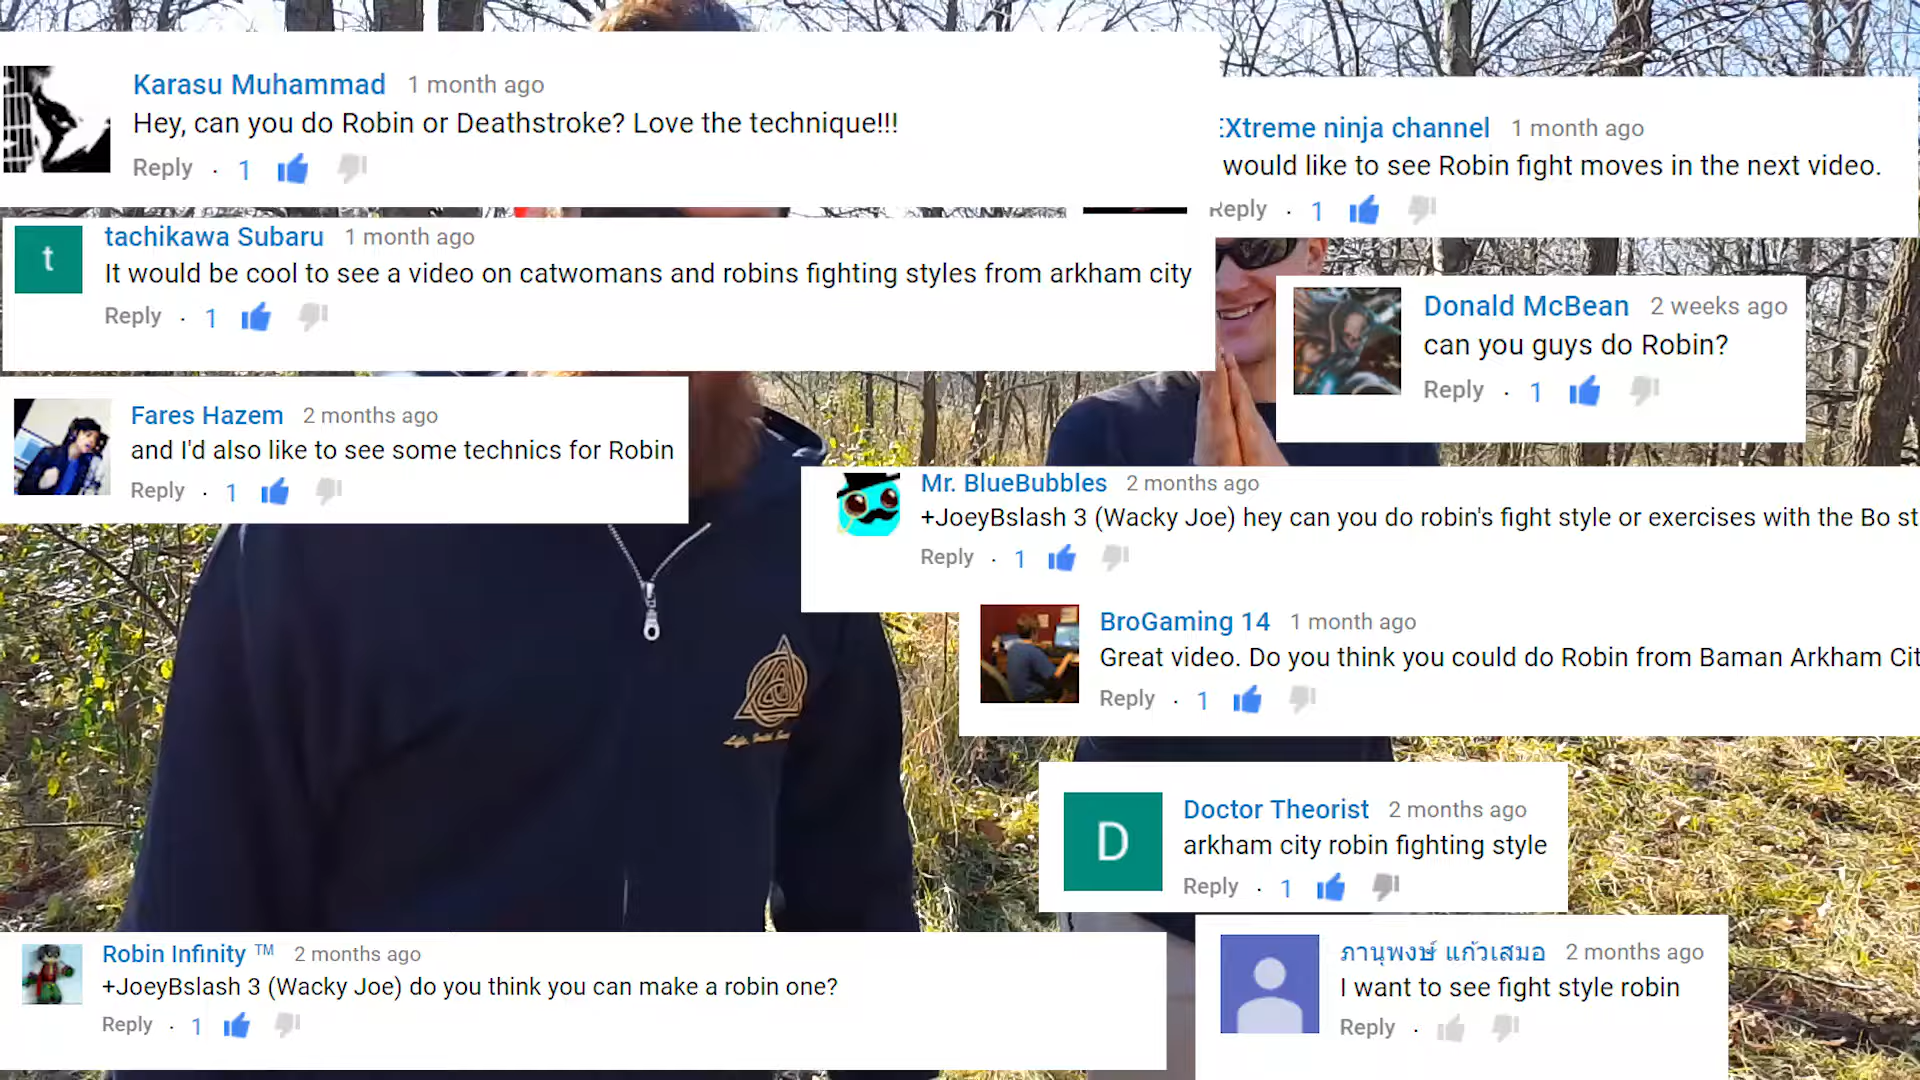 Karasu Muhammad 1 month ago
Hey, can you do Robin or Deathstroke? Love the technique!!!
Reply · 1
Xtreme ninja channel 1 month ago
would like to see Robin fight moves in the next video.
Reply · 1
t
tachikawa Subaru 1 month ago
It would be cool to see a video on catwomans and robins fighting styles from arkham city
Reply · 1
Donald McBean 2 weeks ago
can you guys do Robin?
Reply · 1
Fares Hazem 2 months ago
and I'd also like to see some technics for Robin
Reply · 1
Mr. BlueBubbles 2 months ago
+JoeyBslash 3 (Wacky Joe) hey can you do robin's fight style or exercises with the Bo st
Reply · 1
BroGaming 14 1 month ago
Great video. Do you think you could do Robin from Baman Arkham Cit
Reply · 1
D
Doctor Theorist 2 months ago
arkham city robin fighting style
Reply · 1
Robin Infinity ™ 2 months ago
+JoeyBslash 3 (Wacky Joe) do you think you can make a robin one?
Reply · 1
ภานุพงษ์ แก้วเสมอ 2 months ago
I want to see fight style robin
Reply ·